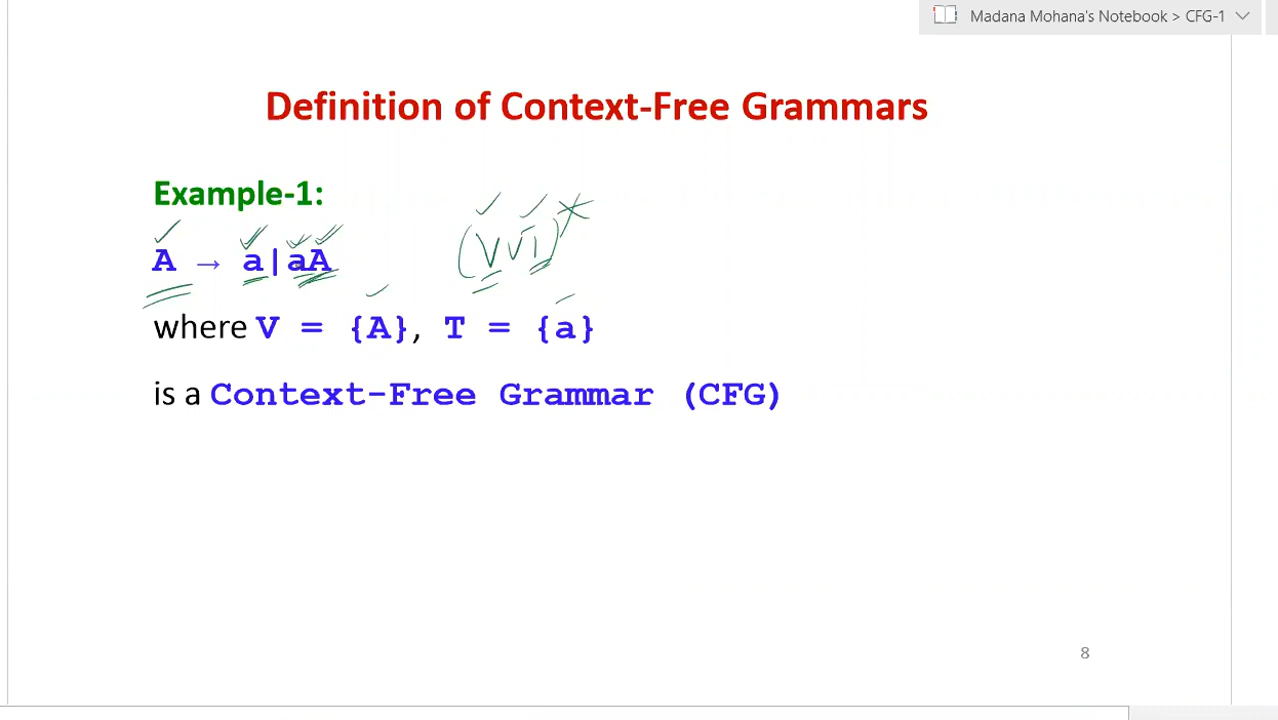 Madana Mohana's Notebook > CFG-1
Definition of Context-Free Grammars
Example-1:
(V ∪ T)*
A → a|aA
where V = {A}, T = {a}
is a Context-Free Grammar (CFG)
8